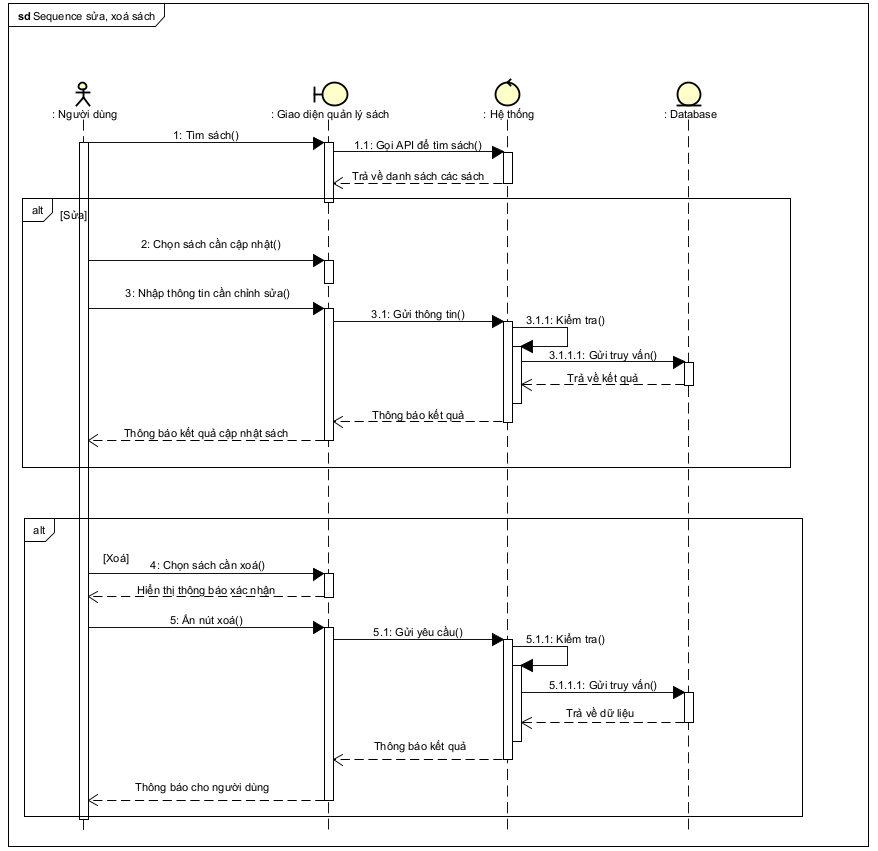 sd Sequence sửa, xoá sách
: Người dùng
: Giao diện quản lý sách
: Hệ thống
: Database
1: Tìm sách()
1.1: Gọi API để tìm sách()
Trả về danh sách các sách
alt
[Sửa]
2: Chọn sách cần cập nhật()
3: Nhập thông tin cần chỉnh sửa()
3.1: Gửi thông tin()
3.1.1: Kiểm tra()
3.1.1.1: Gửi truy vấn()
Trả về kết quả
Thông báo kết quả
Thông báo kết quả cập nhật sách
alt
[Xoá]
4: Chọn sách cần xoá()
Hiển thị thông báo xác nhận
5: Ấn nút xoá()
5.1: Gửi yêu cầu()
5.1.1: Kiểm tra()
5.1.1.1: Gửi truy vấn()
Trả về dữ liệu
Thông báo kết quả
Thông báo cho người dùng